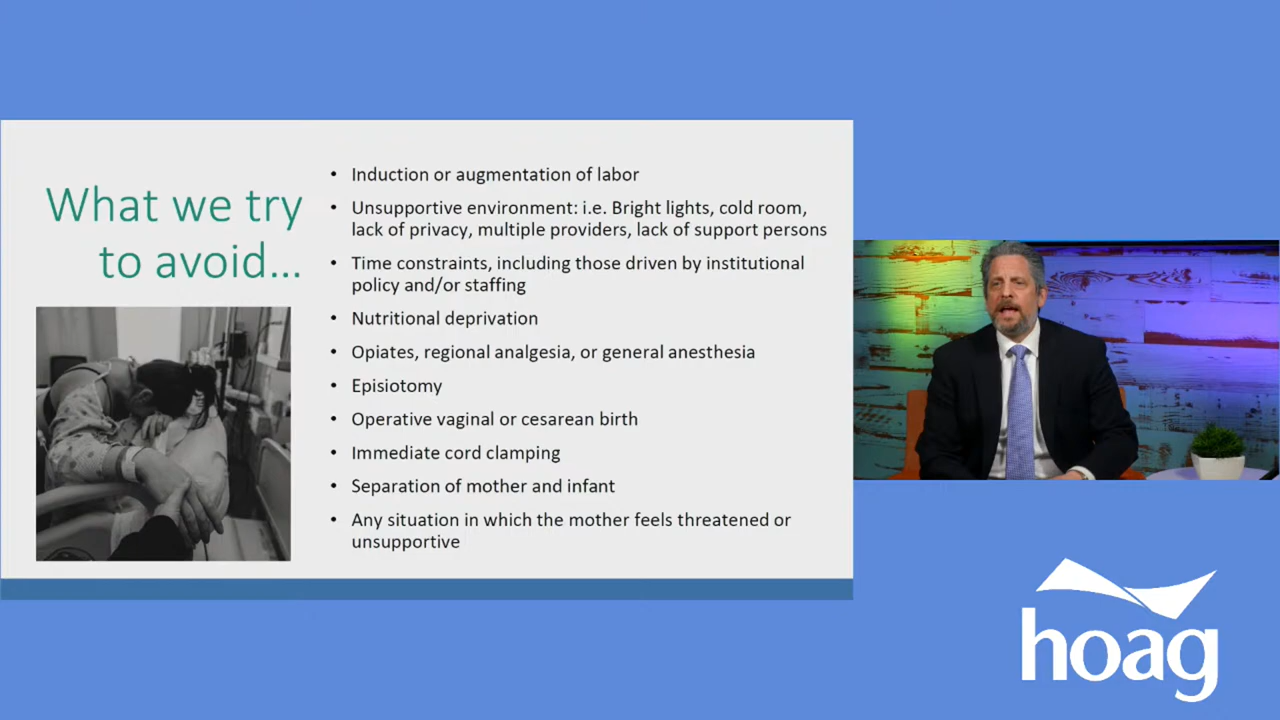 What we try
to avoid...
• Induction or augmentation of labor
• Unsupportive environment: i.e. Bright lights, cold room,
lack of privacy, multiple providers, lack of support persons
• Time constraints, including those driven by institutional
policy and/or staffing
• Nutritional deprivation
• Opiates, regional analgesia, or general anesthesia
• Episiotomy
• Operative vaginal or cesarean birth
• Immediate cord clamping
• Separation of mother and infant
• Any situation in which the mother feels threatened or
unsupportive
hoag